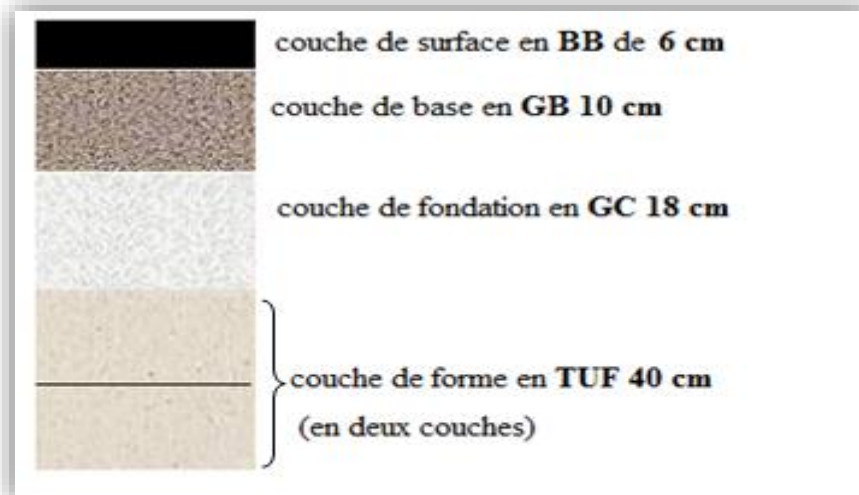 couche de surface en BB de 6 cm
couche de base en GB 10 cm
couche de fondation en GC 18 cm
couche de forme en TUF 40 cm
(en deux couches)